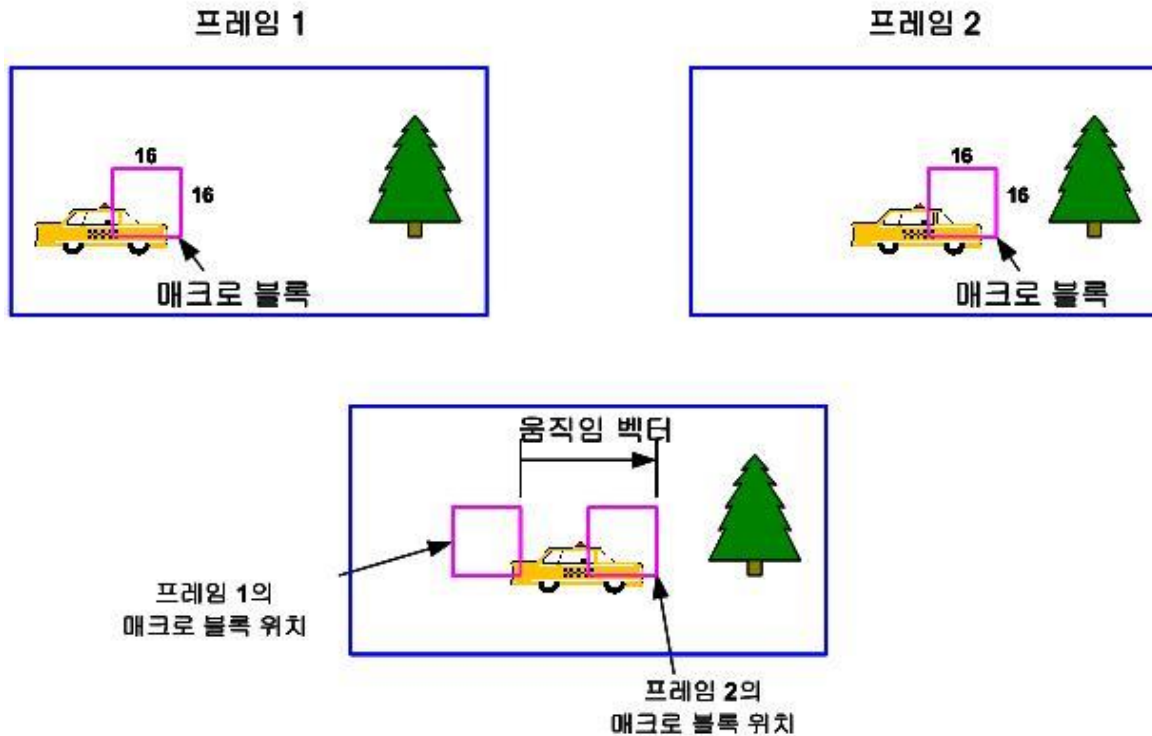 프레임 1
프레임 2
16
16
매크로 블록
16
16
매크로 블록
움직임 벡터
프레임 1의
매크로 블록 위치
프레임 2의
매크로 블록 위치